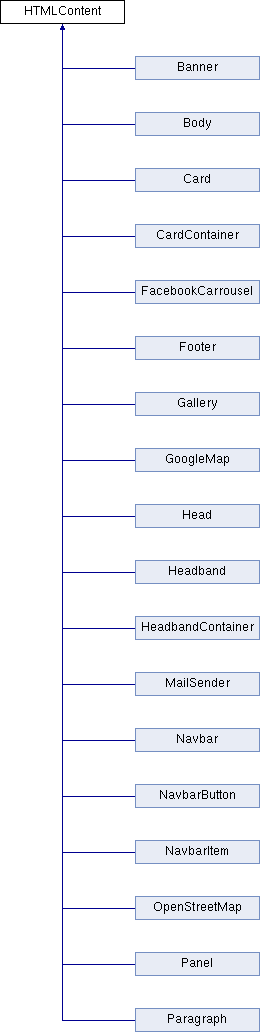 HTMLContent
Banner
Body
Card
CardContainer
FacebookCarrousel
Footer
Gallery
GoogleMap
Head
Headband
HeadbandContainer
MailSender
Navbar
NavbarButton
NavbarItem
OpenStreetMap
Panel
Paragraph